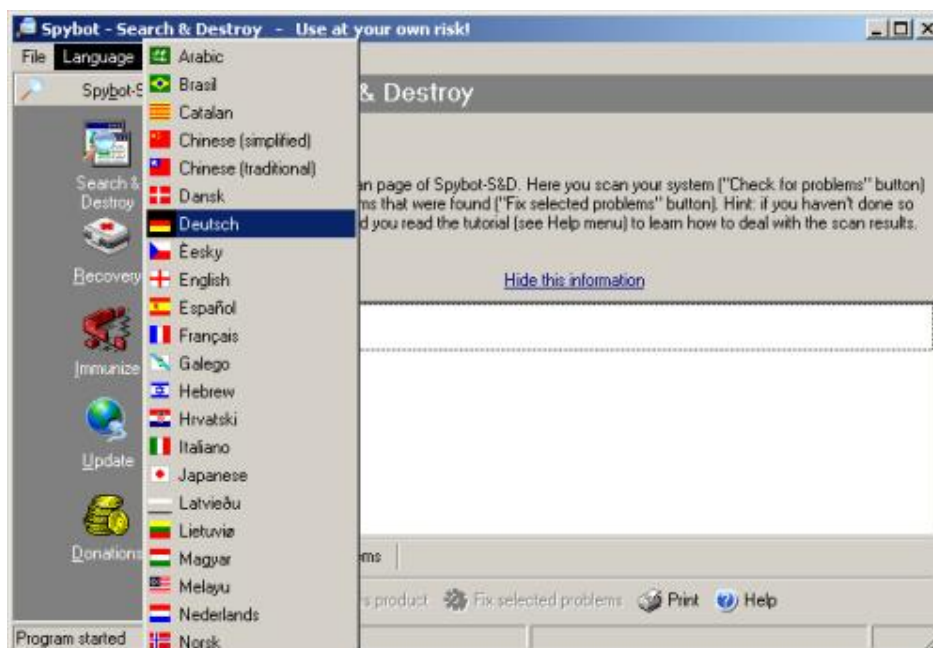 Spybot - Search & Destroy - Use at your own risk!
File Language
Spybot-S
& Destroy
Search & Destroy
Recovery
Immunize
Update
Donations
Arabic
Brasil
Catalan
Chinese (simplified)
Chinese (traditional)
Dansk
Deutsch
Èesky
English
Español
Français
Galego
Hebrew
Hrvatski
Italiano
Japanese
Latvieðu
Lietuviø
Magyar
Melayu
Nederlands
Norsk
n page of Spybot-S&D. Here you scan your system ("Check for problems" button)
ms that were found ("Fix selected problems" button). Hint: if you haven't done so
d you read the tutorial (see Help menu) to learn how to deal with the scan results.
Hide this information
ms
s product Fix selected problems Print Help
Program started